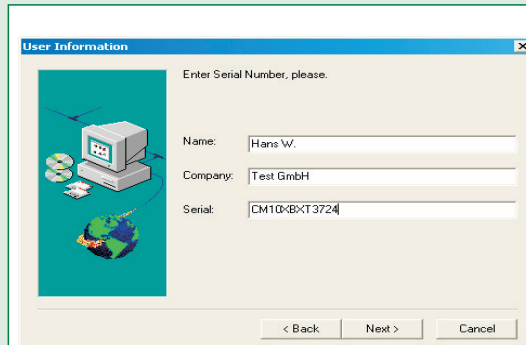 User Information
Enter Serial Number, please.
Name: Hans W.
Company: Test GmbH
Serial: CM10XBXT3724
< Back Next > Cancel